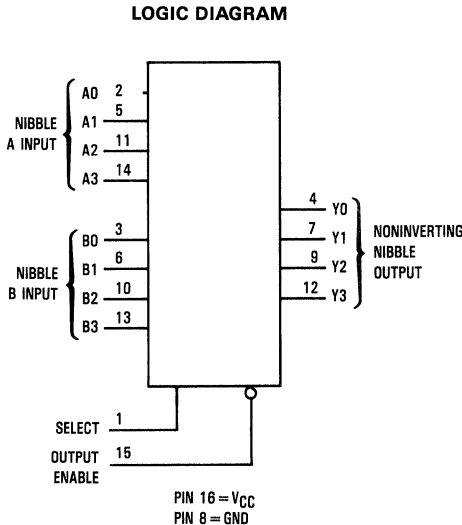 LOGIC DIAGRAM
NIBBLE
A INPUT
A0 2
A1 5
A2 11
A3 14
NIBBLE
B INPUT
B0 3
B1 6
B2 10
B3 13
4 Y0
7 Y1
9 Y2
12 Y3
NONINVERTING
NIBBLE
OUTPUT
SELECT 1
OUTPUT 15
ENABLE
PIN 16 = VCC
PIN 8 = GND